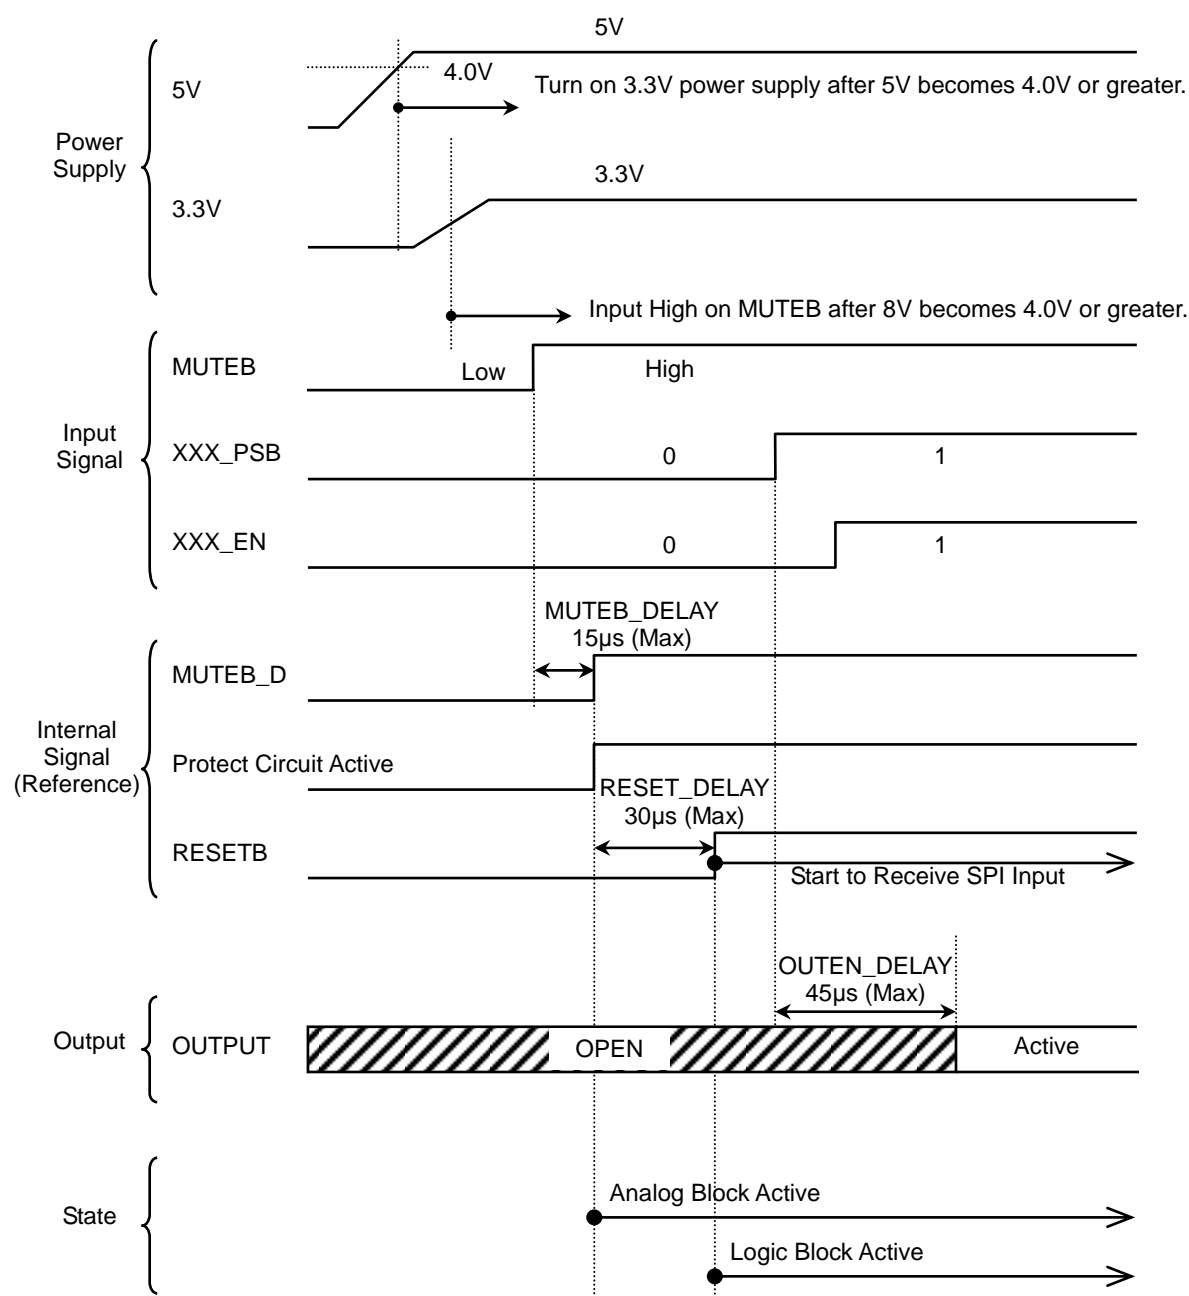 5V
4.0V
5V
Turn on 3.3V power supply after 5V becomes 4.0V or greater.
Power
Supply
3.3V
3.3V
Input High on MUTEB after 8V becomes 4.0V or greater.
MUTEB
Low
High
Input
Signal
XXX_PSB
0
1
XXX_EN
0
1
MUTEB_DELAY
15μs (Max)
MUTEB_D
Internal
Signal
(Reference)
Protect Circuit Active
RESET_DELAY
30μs (Max)
RESETB
Start to Receive SPI Input
OUTEN_DELAY
45μs (Max)
Output
OUTPUT
OPEN
Active
Analog Block Active
State
Logic Block Active